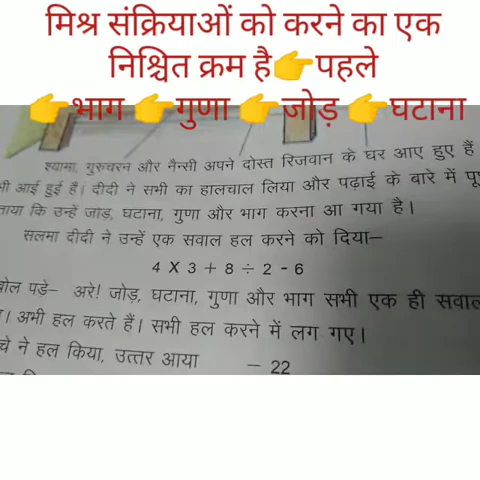 मिश्र संक्रियाओं को करने का एक
निश्चित क्रम है👉पहले
👉भाग 👉गुणा 👉जोड़ 👉घटाना
श्यामा, गुरुचरन और नैन्सी अपने दोस्त रिजवान के घर आए हुए हैं
भी आई हुई हैं। दीदी ने सभी का हालचाल लिया और पढ़ाई के बारे में
कि उन्हें जोड़, घटाना, गुणा और भाग करना आ गया है।
सलमा दीदी ने उन्हें एक सवाल हल करने को दिया–
4 X 3 + 8 ÷ 2 - 6
पड़े– अरे! जोड़, घटाना, गुणा और भाग सभी एक ही
। अभी हल करते हैं। सभी हल करने में लग गए।
ने हल किया, उत्तर आया – 22